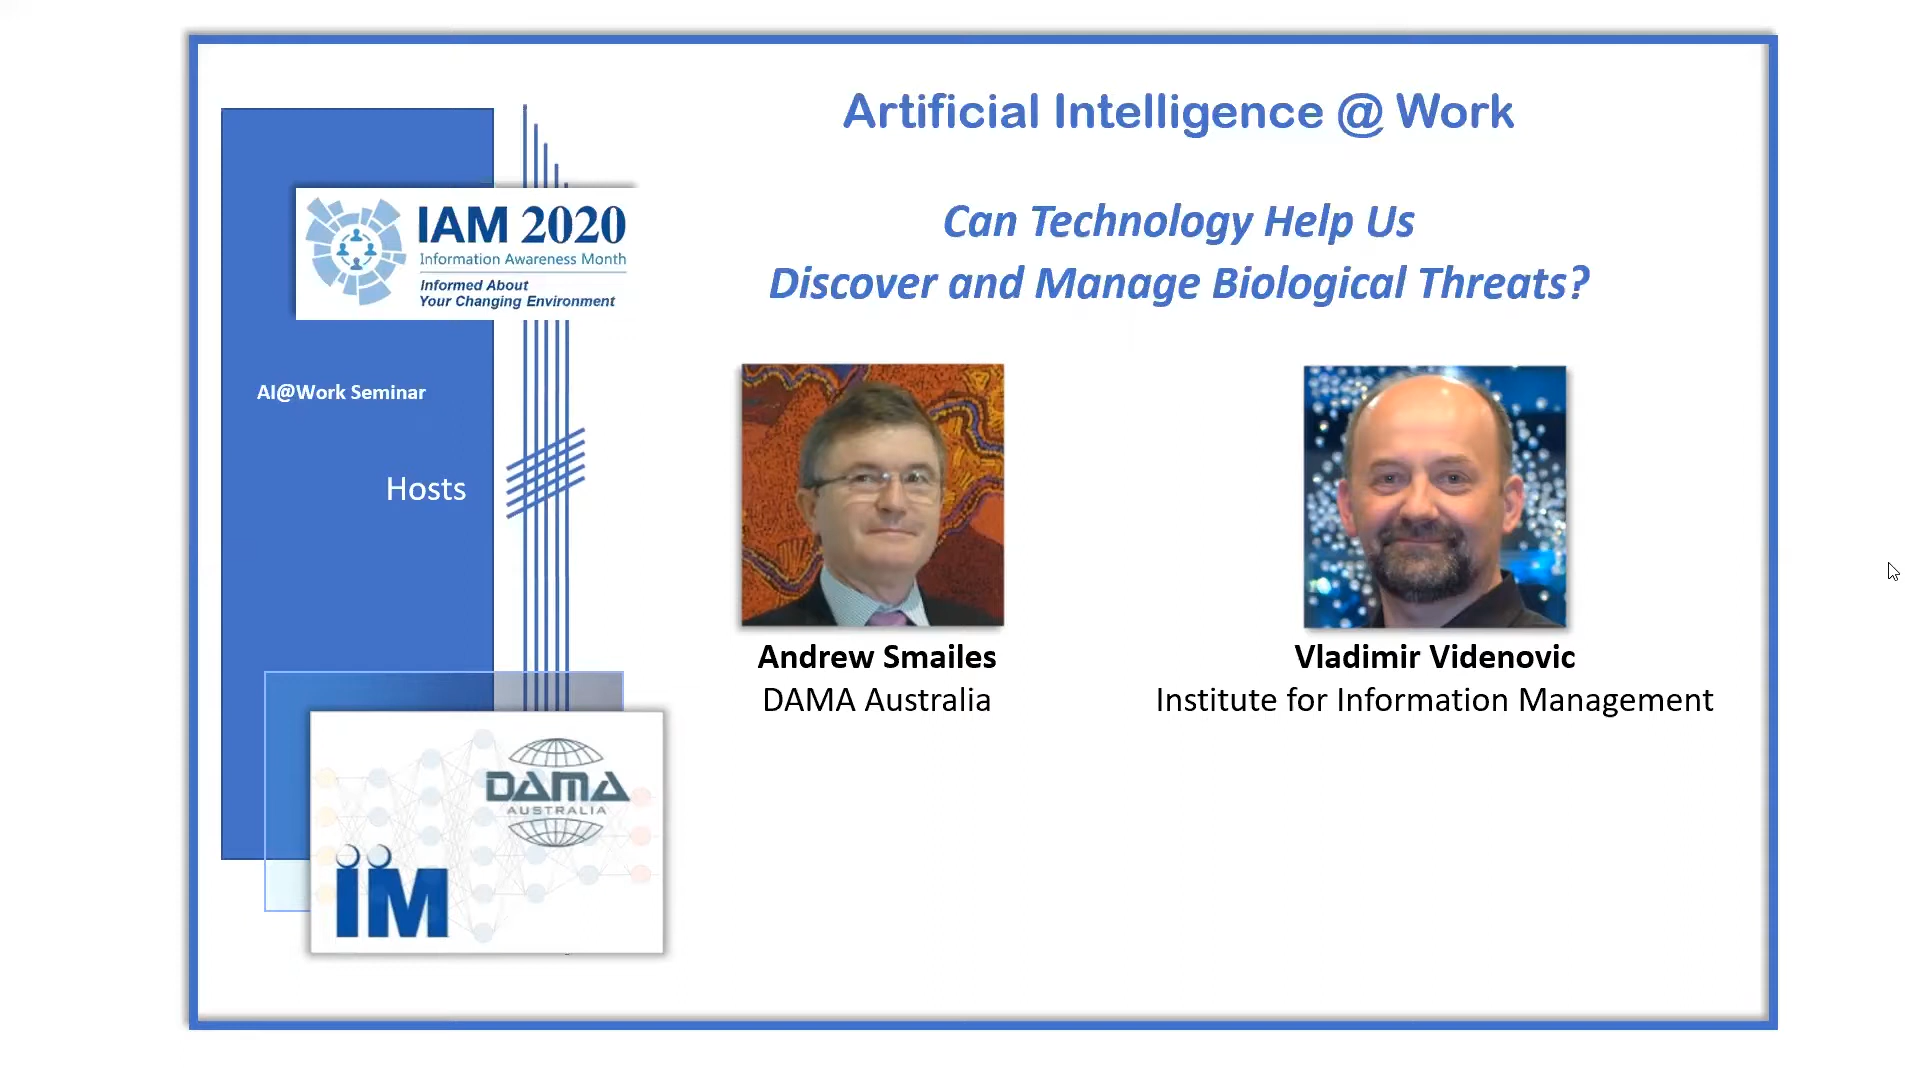 Artificial Intelligence @ Work
Can Technology Help Us
Discover and Manage Biological Threats?
IAM 2020
Information Awareness Month
Informed About
Your Changing Environment
AI@Work Seminar
Hosts
Andrew Smailes
DAMA Australia
Vladimir Videnovic
Institute for Information Management
DAMA
AUSTRALIA
iiM